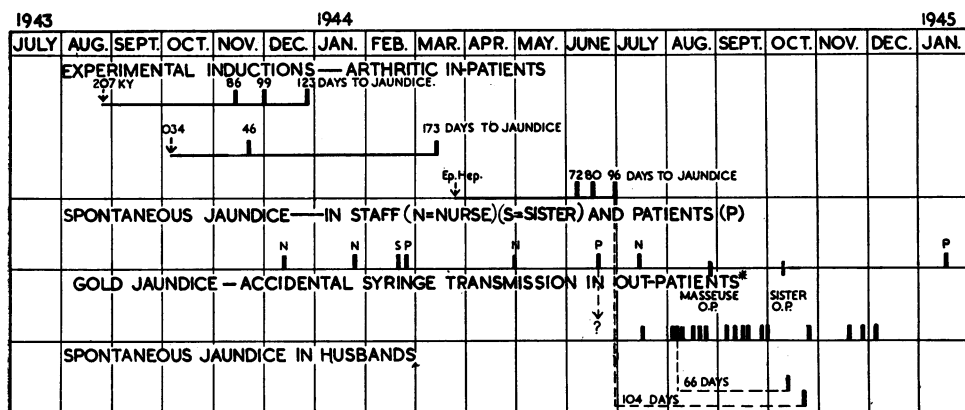 1943 1944 1945
JULY AUG. SEPT. OCT. NOV. DEC. JAN. FEB. MAR. APR. MAY. JUNE JULY AUG. SEPT. OCT. NOV. DEC. JAN.
EXPERIMENTAL INDUCTIONS — ARTHRITIC IN-PATIENTS
207 KY 86 99 123 DAYS TO JAUNDICE.
034 46 173 DAYS TO JAUNDICE
Ep. Hep. 72 80 96 DAYS TO JAUNDICE
SPONTANEOUS JAUNDICE — IN STAFF (N=NURSE)(S=SISTER) AND PATIENTS (P)
N N S P N P N P
GOLD JAUNDICE — ACCIDENTAL SYRINGE TRANSMISSION IN OUT-PATIENTS*
MASSEUSE SISTER
O.P. O.P.
?
SPONTANEOUS JAUNDICE IN HUSBANDS
66 DAYS
104 DAYS